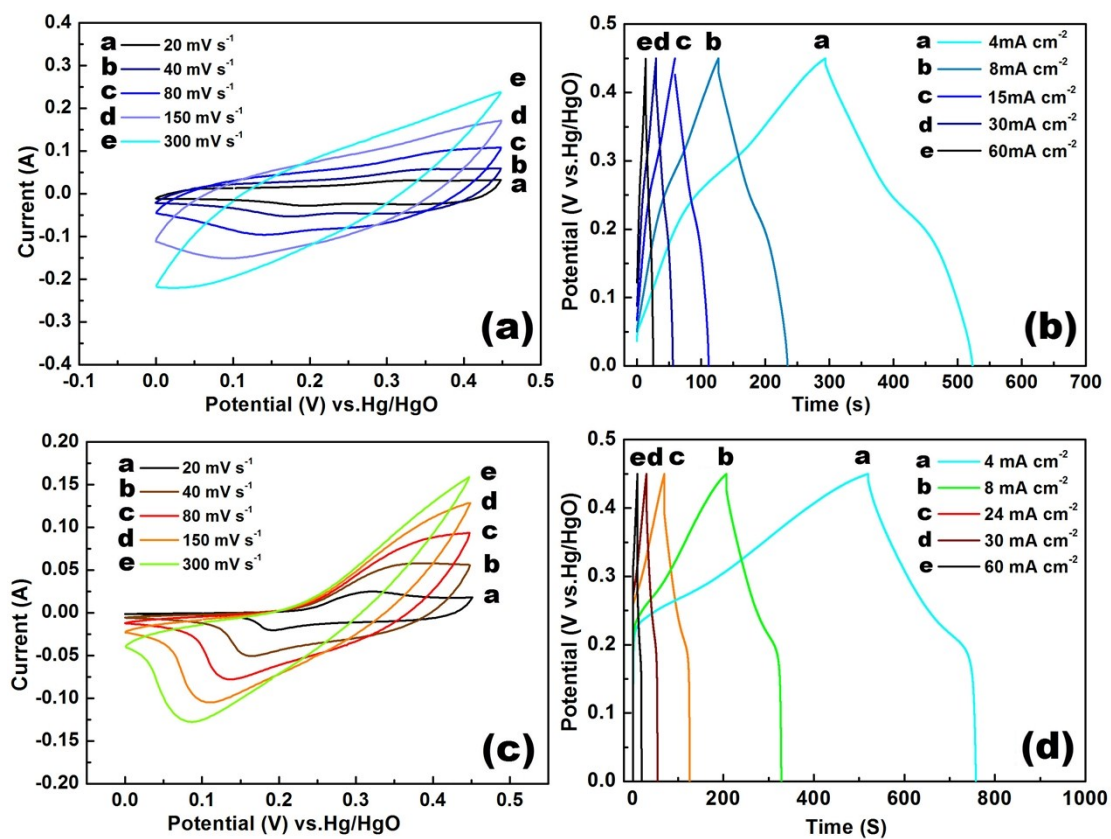 a 20 mV s⁻¹
b 40 mV s⁻¹
c 80 mV s⁻¹
d 150 mV s⁻¹
e 300 mV s⁻¹
e
d
c
b
a
(a)
0.4
0.3
0.2
0.1
0.0
-0.1
-0.2
-0.3
-0.4
Current (A)
-0.1 0.0 0.1 0.2 0.3 0.4 0.5
Potential (V) vs.Hg/HgO
e d c b a
a 4mA cm⁻²
b 8mA cm⁻²
c 15mA cm⁻²
d 30mA cm⁻²
e 60mA cm⁻²
(b)
0.5
0.4
0.3
0.2
0.1
0.0
Potential (V vs.Hg/HgO)
0 100 200 300 400 500 600 700
Time (s)
a 20 mV s⁻¹
b 40 mV s⁻¹
c 80 mV s⁻¹
d 150 mV s⁻¹
e 300 mV s⁻¹
e
d
c
b
a
(c)
0.20
0.15
0.10
0.05
0.00
-0.05
-0.10
-0.15
-0.20
Current (A)
0.0 0.1 0.2 0.3 0.4 0.5
Potential (V) vs.Hg/HgO
e d c b a
a 4 mA cm⁻²
b 8 mA cm⁻²
c 24 mA cm⁻²
d 30 mA cm⁻²
e 60 mA cm⁻²
(d)
0.5
0.4
0.3
0.2
0.1
0.0
Potential (V vs.Hg/HgO)
0 200 400 600 800 1000
Time (S)